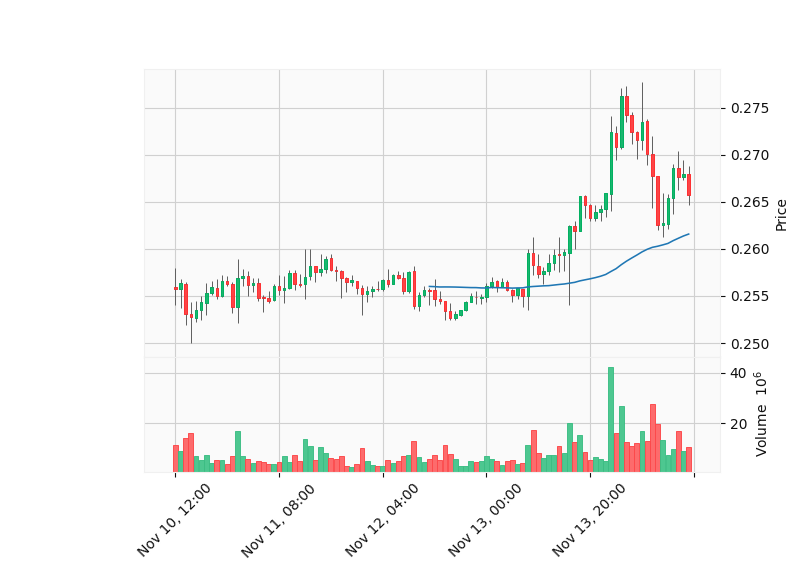 0.275
0.270
0.265
0.260
0.255
0.250
Price
40
20
Volume 10^6
Nov 10, 12:00
Nov 11, 08:00
Nov 12, 04:00
Nov 13, 00:00
Nov 13, 20:00